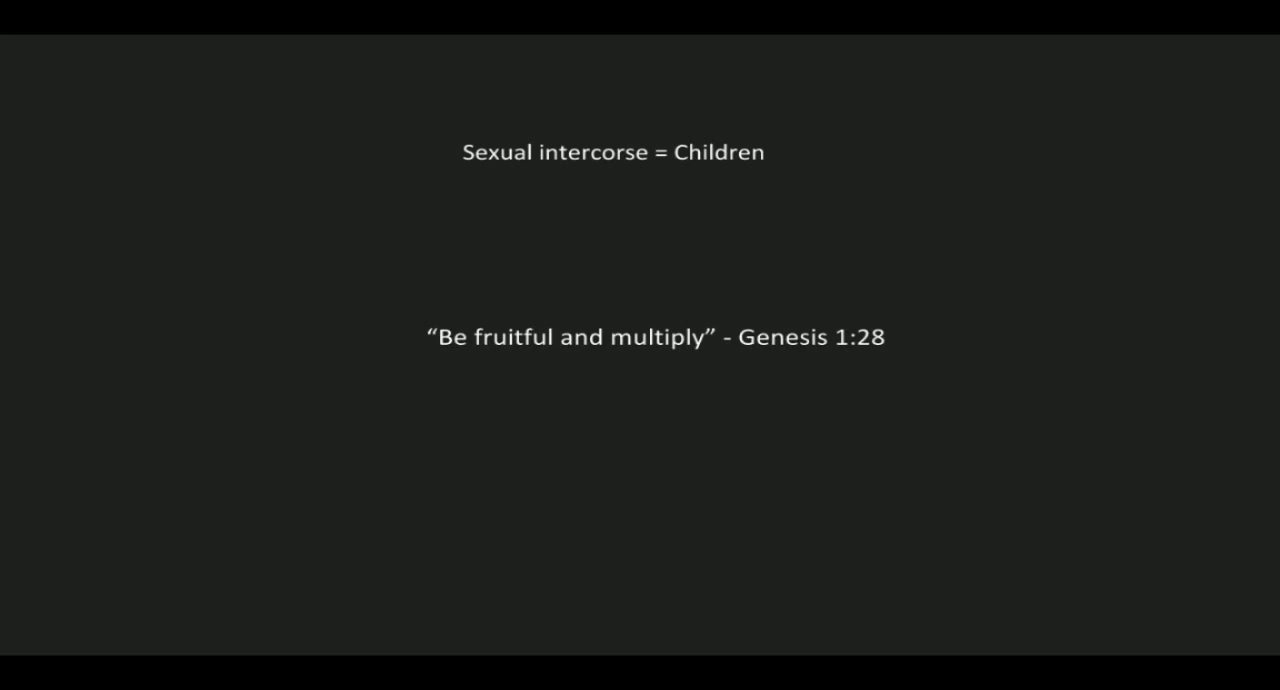 Sexual intercorse = Children
“Be fruitful and multiply” - Genesis 1:28